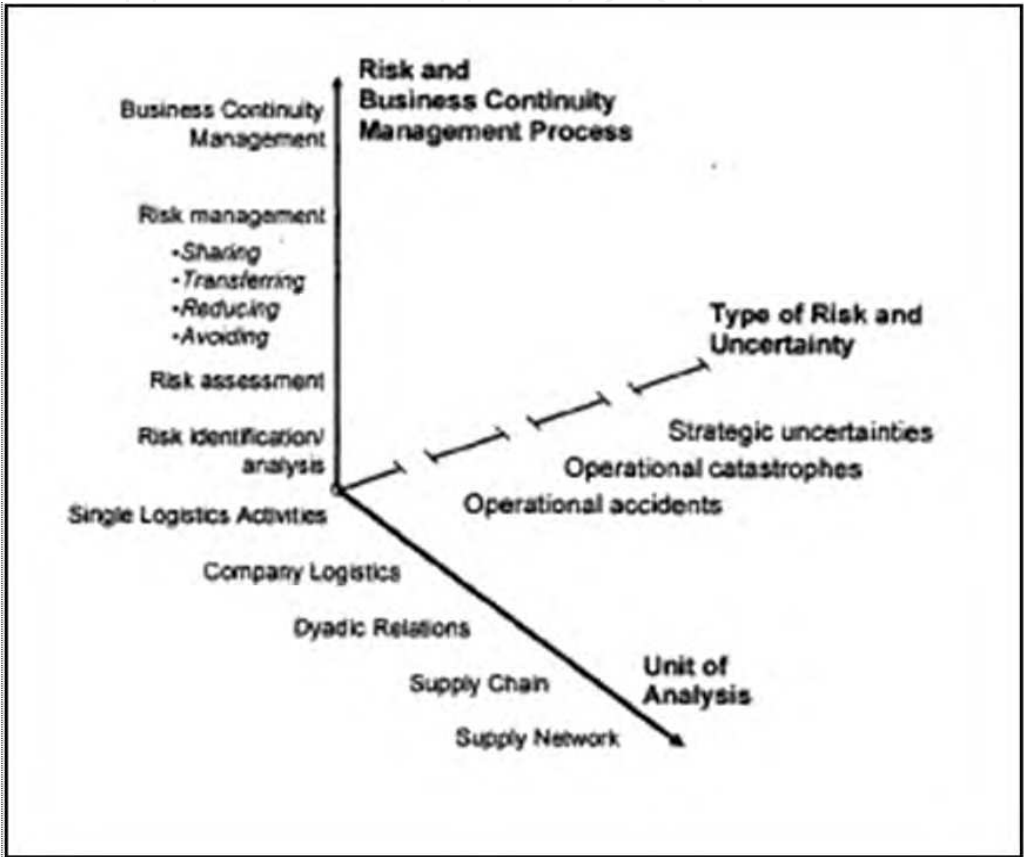 Risk and
Business Continuity
Management Process
Business Continuity
Management
Risk management
-Sharing
-Transferring
-Reducing
-Avoiding
Risk assessment
Risk identification/
analysis
Type of Risk and
Uncertainty
Strategic uncertainties
Operational catastrophes
Operational accidents
Single Logistics Activities
Company Logistics
Dyadic Relations
Supply Chain
Supply Network
Unit of
Analysis